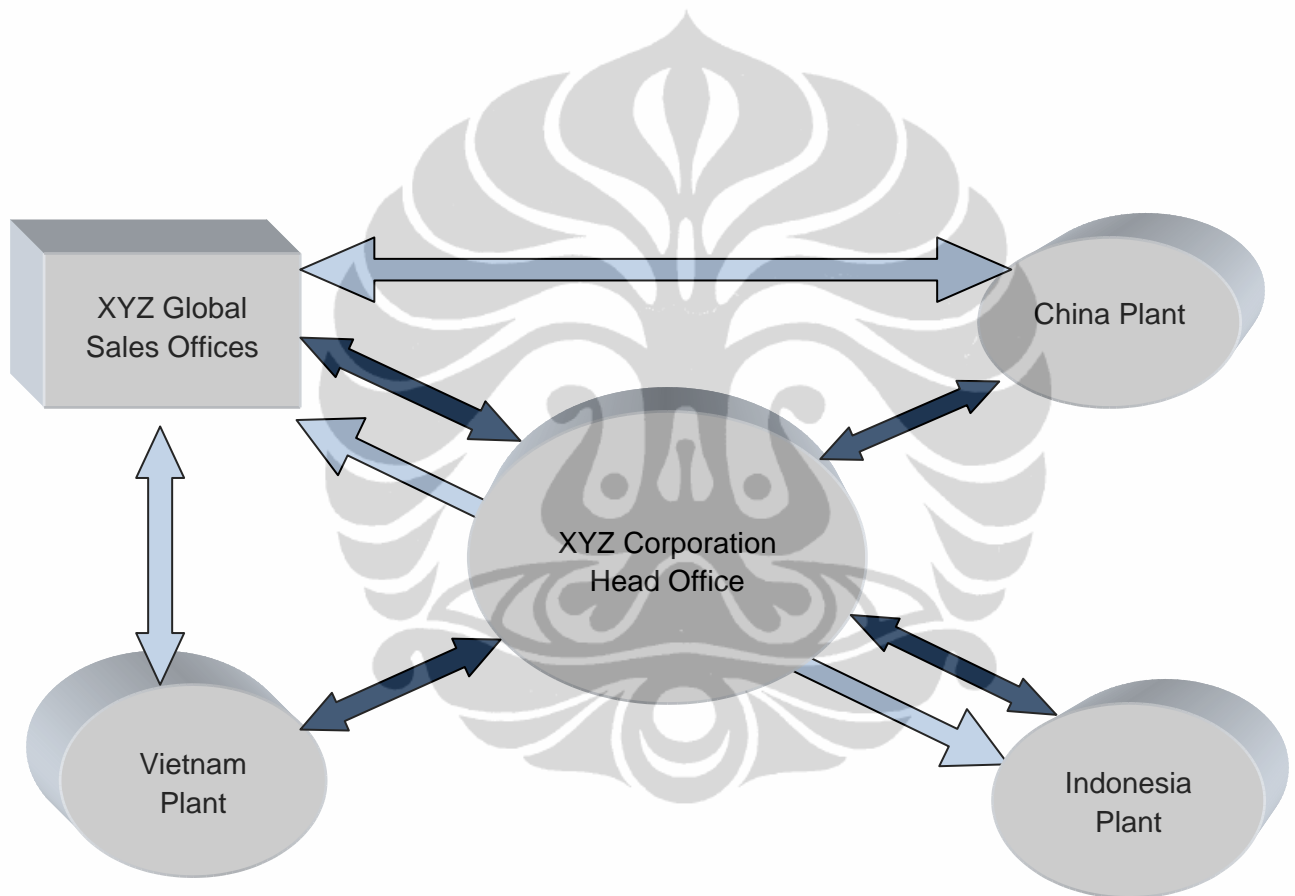 XYZ Global
Sales Offices
China Plant
XYZ Corporation
Head Office
Vietnam
Plant
Indonesia
Plant